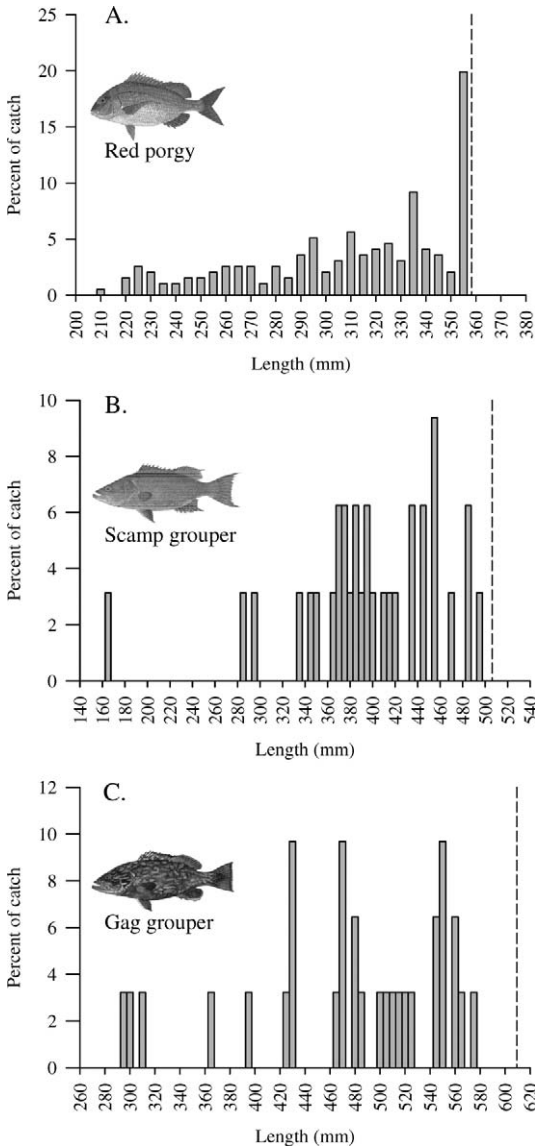 A.
25
20
15
10
5
0
Percent of catch
Red porgy
200 210 220 230 240 250 260 270 280 290 300 310 320 330 340 350 360 370 380
Length (mm)
B.
10
8
6
4
2
0
Percent of catch
Scamp grouper
140 160 180 200 220 240 260 280 300 320 340 360 380 400 420 440 460 480 500 520 540
Length (mm)
C.
12
10
8
6
4
2
0
Percent of catch
Gag grouper
260 280 300 320 340 360 380 400 420 440 460 480 500 520 540 560 580 600 620
Length (mm)